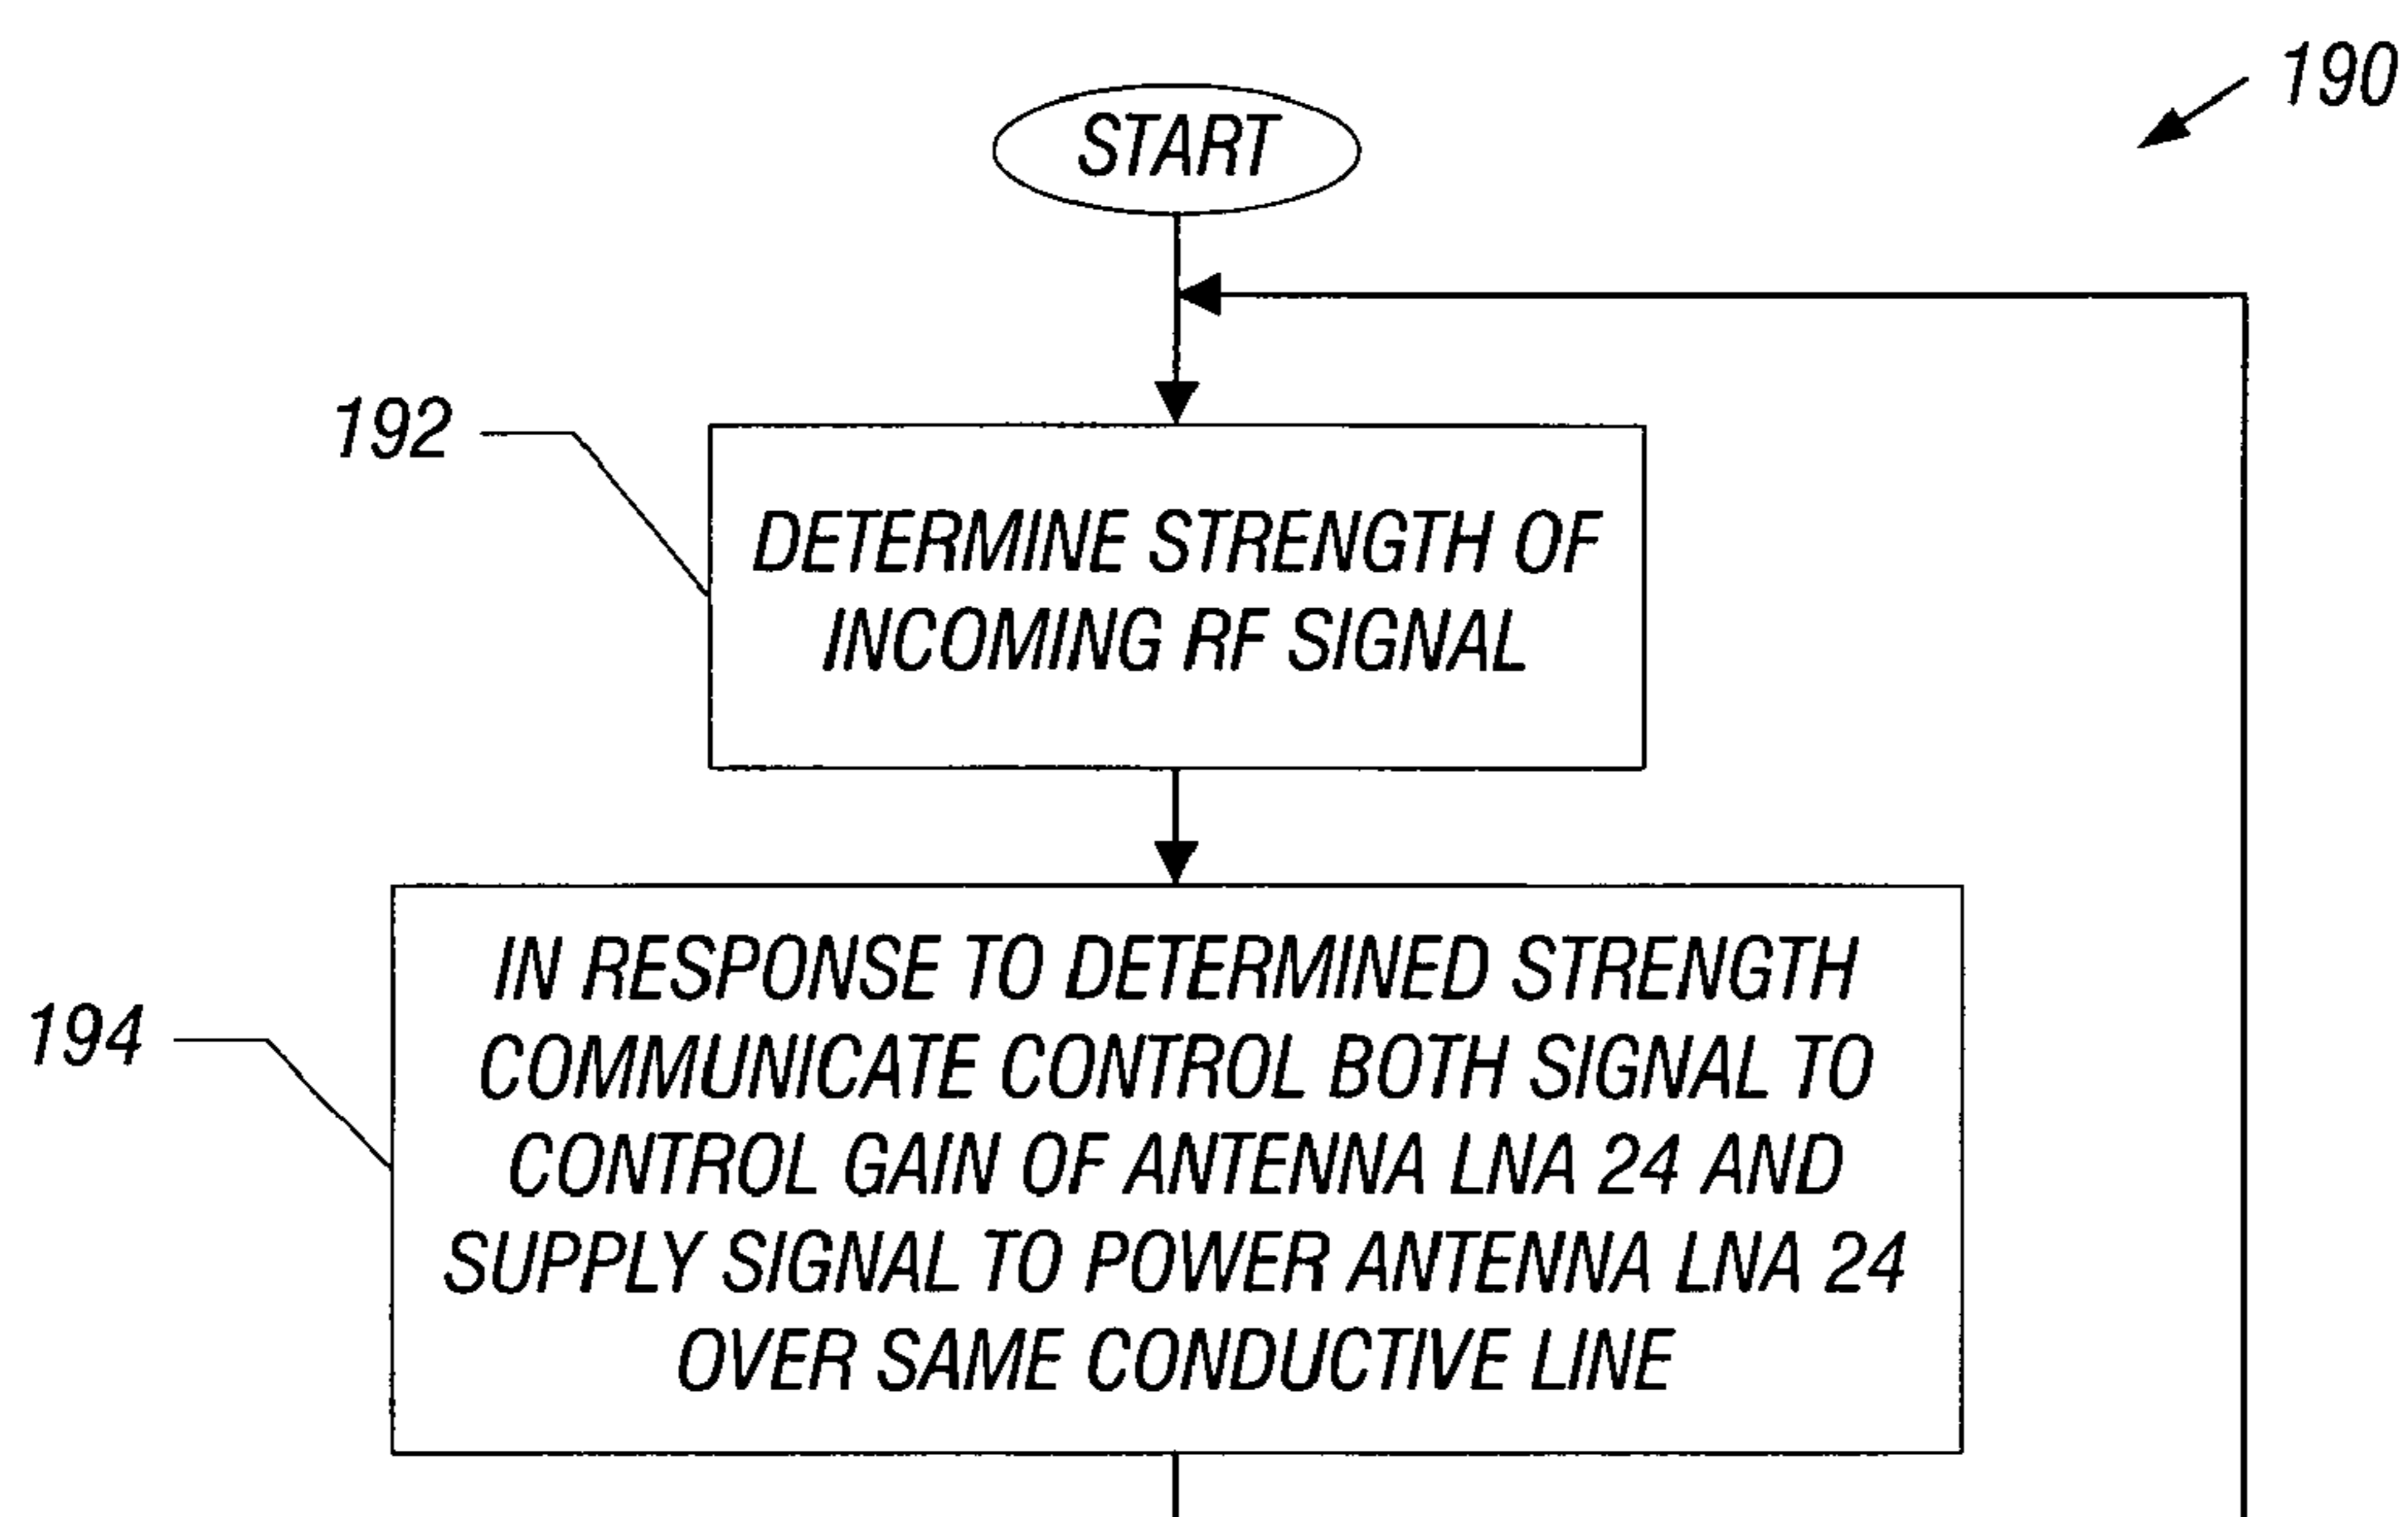 190
START
192
DETERMINE STRENGTH OF
INCOMING RF SIGNAL
194
IN RESPONSE TO DETERMINED STRENGTH
COMMUNICATE CONTROL BOTH SIGNAL TO
CONTROL GAIN OF ANTENNA LNA 24 AND
SUPPLY SIGNAL TO POWER ANTENNA LNA 24
OVER SAME CONDUCTIVE LINE